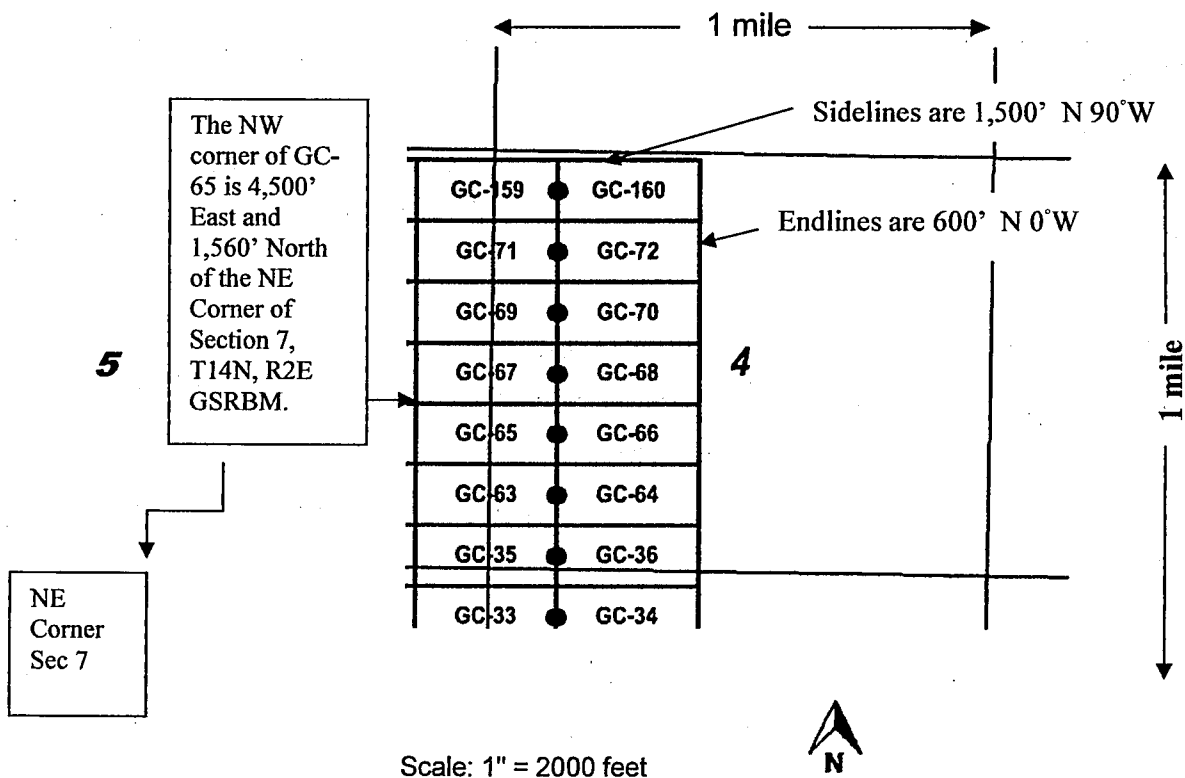 1 mile
Sidelines are 1,500' N 90°W
The NW
corner of GC-
65 is 4,500'
East and
1,560' North
of the NE
Corner of
Section 7,
T14N, R2E
GSRBM.
GC-159 GC-160
Endlines are 600' N 0°W
GC-71 GC-72
GC-69 GC-70
5
GC-67 GC-68
4
1 mile
GC-65 GC-66
GC-63 GC-64
GC-35 GC-36
GC-33 GC-34
NE
Corner
Sec 7
Scale: 1" = 2000 feet
N